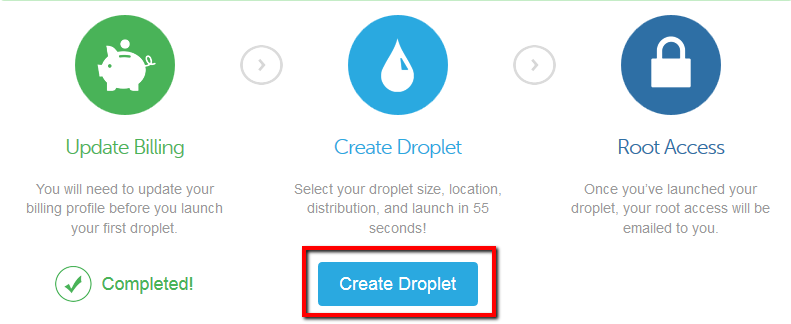 Update Billing
You will need to update your
billing profile before you launch
your first droplet.
Completed!
Create Droplet
Select your droplet size, location,
distribution, and launch in 55
seconds!
Create Droplet
Root Access
Once you've launched your
droplet, your root access will be
emailed to you.